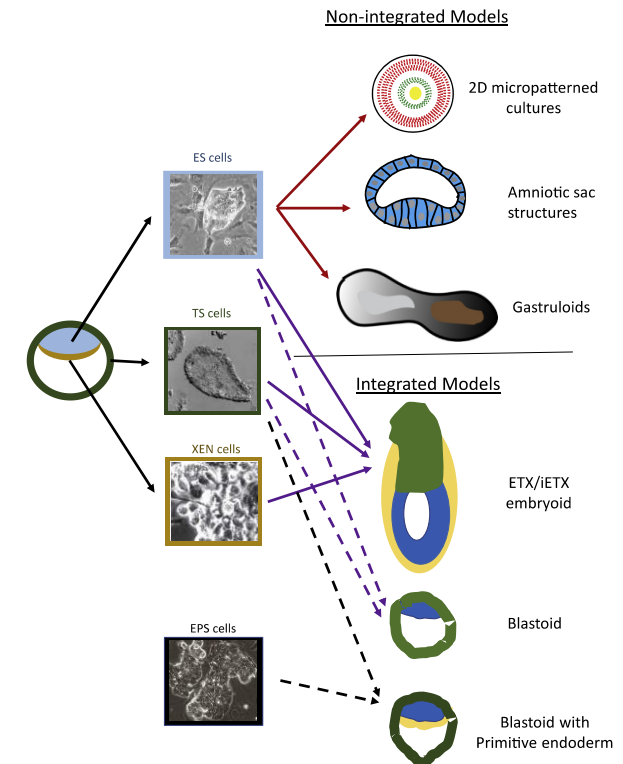 Non-integrated Models
2D micropatterned
cultures
ES cells
Amniotic sac
structures
Gastruloids
TS cells
Integrated Models
XEN cells
ETX/iETX
embryoid
Blastoid
EPS cells
Blastoid with
Primitive endoderm